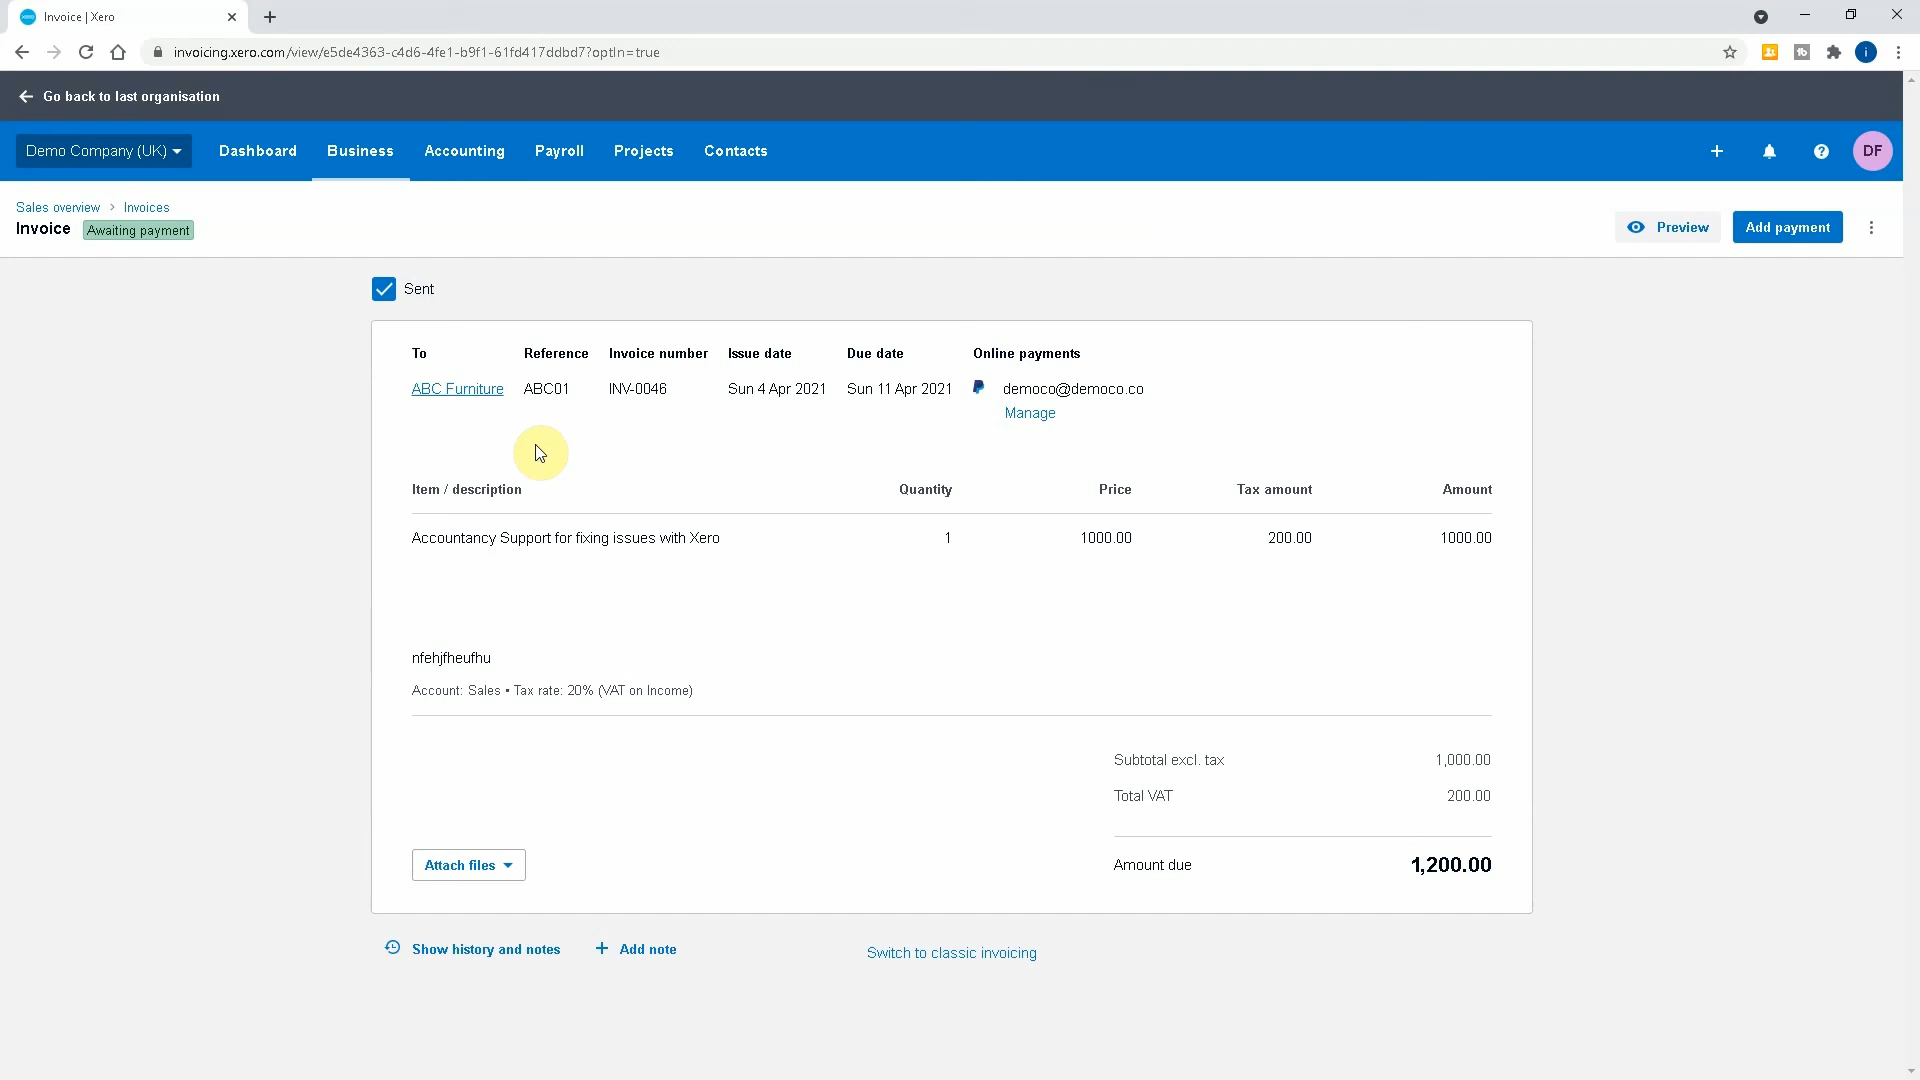 Invoice | Xero
invoicing.xero.com/view/e5de4363-c4d6-4fe1-b9f1-61fd417ddbd7?optIn=true
i
Go back to last organisation
Demo Company (UK) Dashboard Business Accounting Payroll Projects Contacts DF
Sales overview > Invoices
Invoice Awaiting payment Preview Add payment
Sent
To Reference Invoice number Issue date Due date Online payments
ABC Furniture ABC01 INV-0046 Sun 4 Apr 2021 Sun 11 Apr 2021 democo@democo.co
Manage
Item / description Quantity Price Tax amount Amount
Accountancy Support for fixing issues with Xero 1 1000.00 200.00 1000.00
nfehjfheufhu
Account: Sales • Tax rate: 20% (VAT on Income)
Subtotal excl. tax 1,000.00
Total VAT 200.00
Attach files Amount due 1,200.00
Show history and notes + Add note Switch to classic invoicing